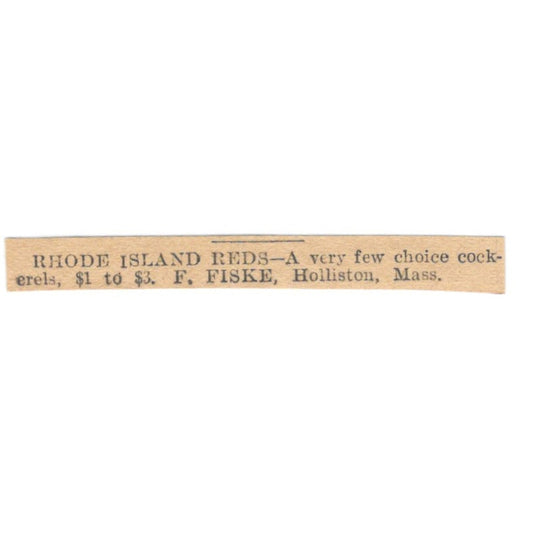 RHODE ISLAND REDS—A very few choice cock-
erels, $1 to $3. F. FISKE, Holliston, Mass.